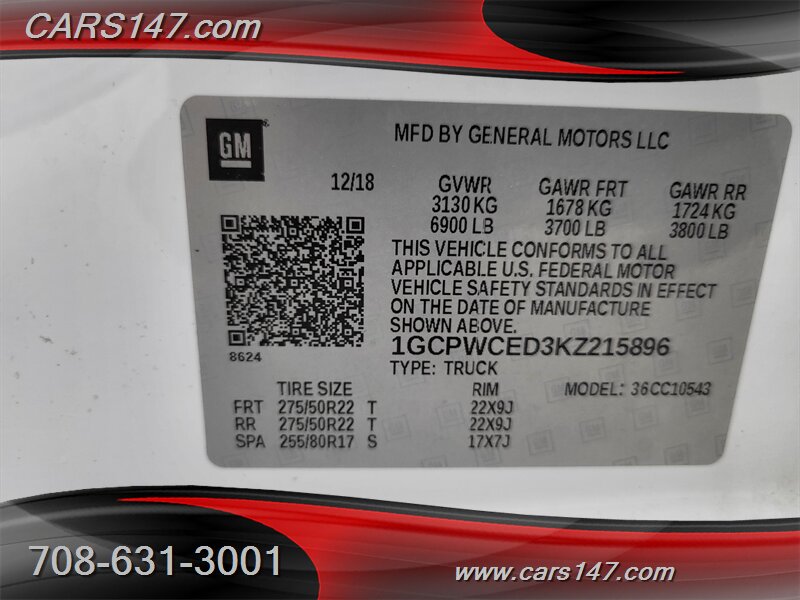 CARS147.com
GM
MFD BY GENERAL MOTORS LLC
12/18 GVWR GAWR FRT GAWR RR
3130 KG 1678 KG 1724 KG
6900 LB 3700 LB 3800 LB
THIS VEHICLE CONFORMS TO ALL
APPLICABLE U.S. FEDERAL MOTOR
VEHICLE SAFETY STANDARDS IN EFFECT
ON THE DATE OF MANUFACTURE
SHOWN ABOVE.
8624
1GCPWCED3KZ215896
TYPE: TRUCK
TIRE SIZE RIM MODEL: 36CC10543
FRT 275/50R22 T 22X9J
RR 275/50R22 T 22X9J
SPA 255/80R17 S 17X7J
708-631-3001
www.cars147.com